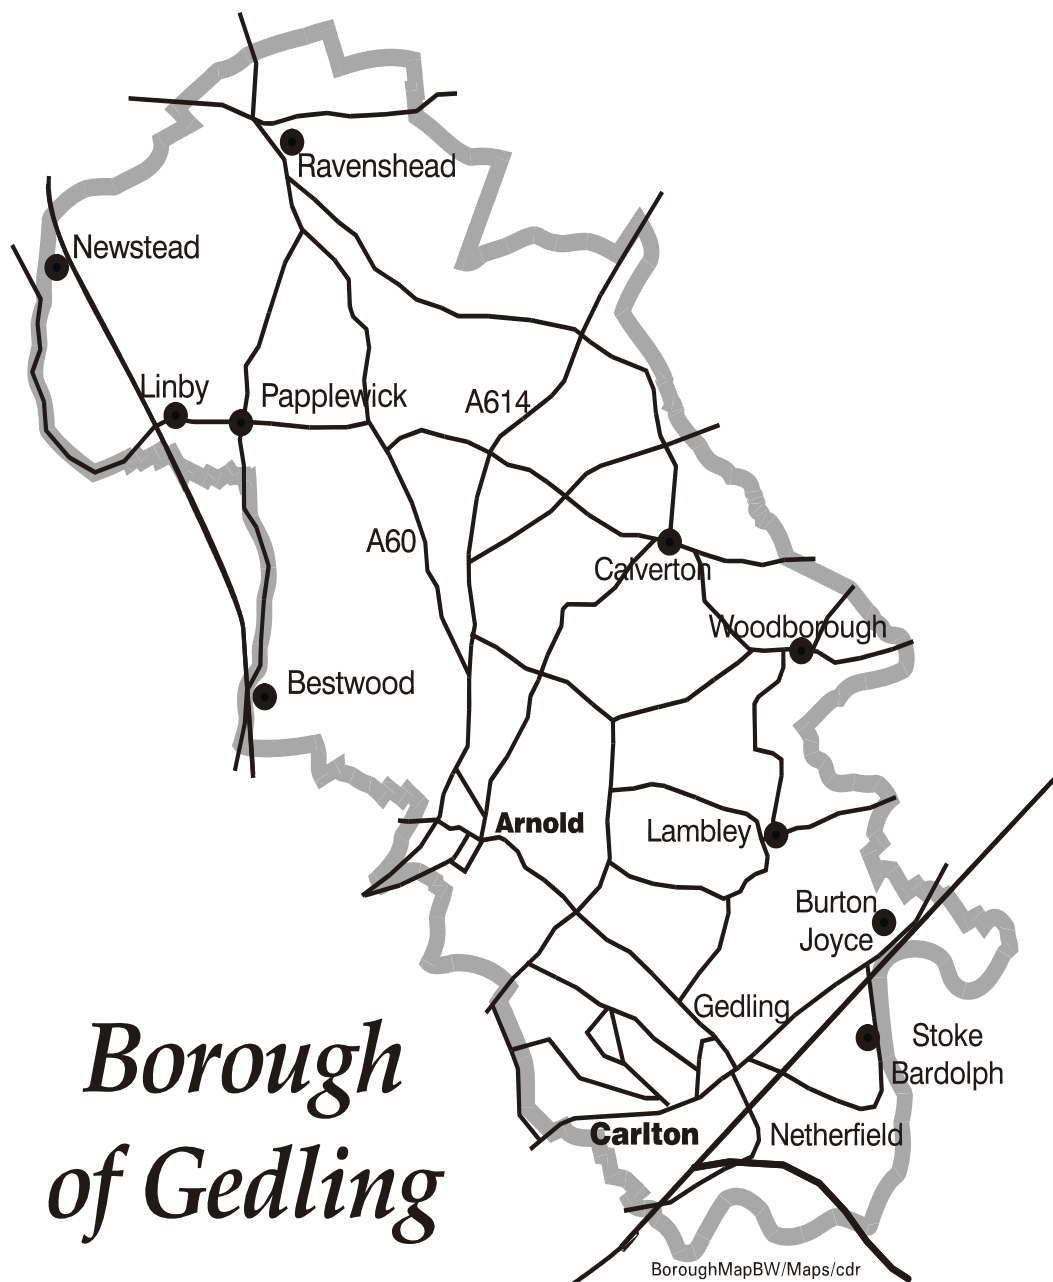 Ravenshead
Newstead
Linby
Papplewick
A614
A60
Calverton
Woodborough
Bestwood
Arnold
Lambley
Burton
Joyce
Gedling
Stoke
Bardolph
Carlton
Netherfield
Borough
of Gedling
BoroughMapBW/Maps/cdr